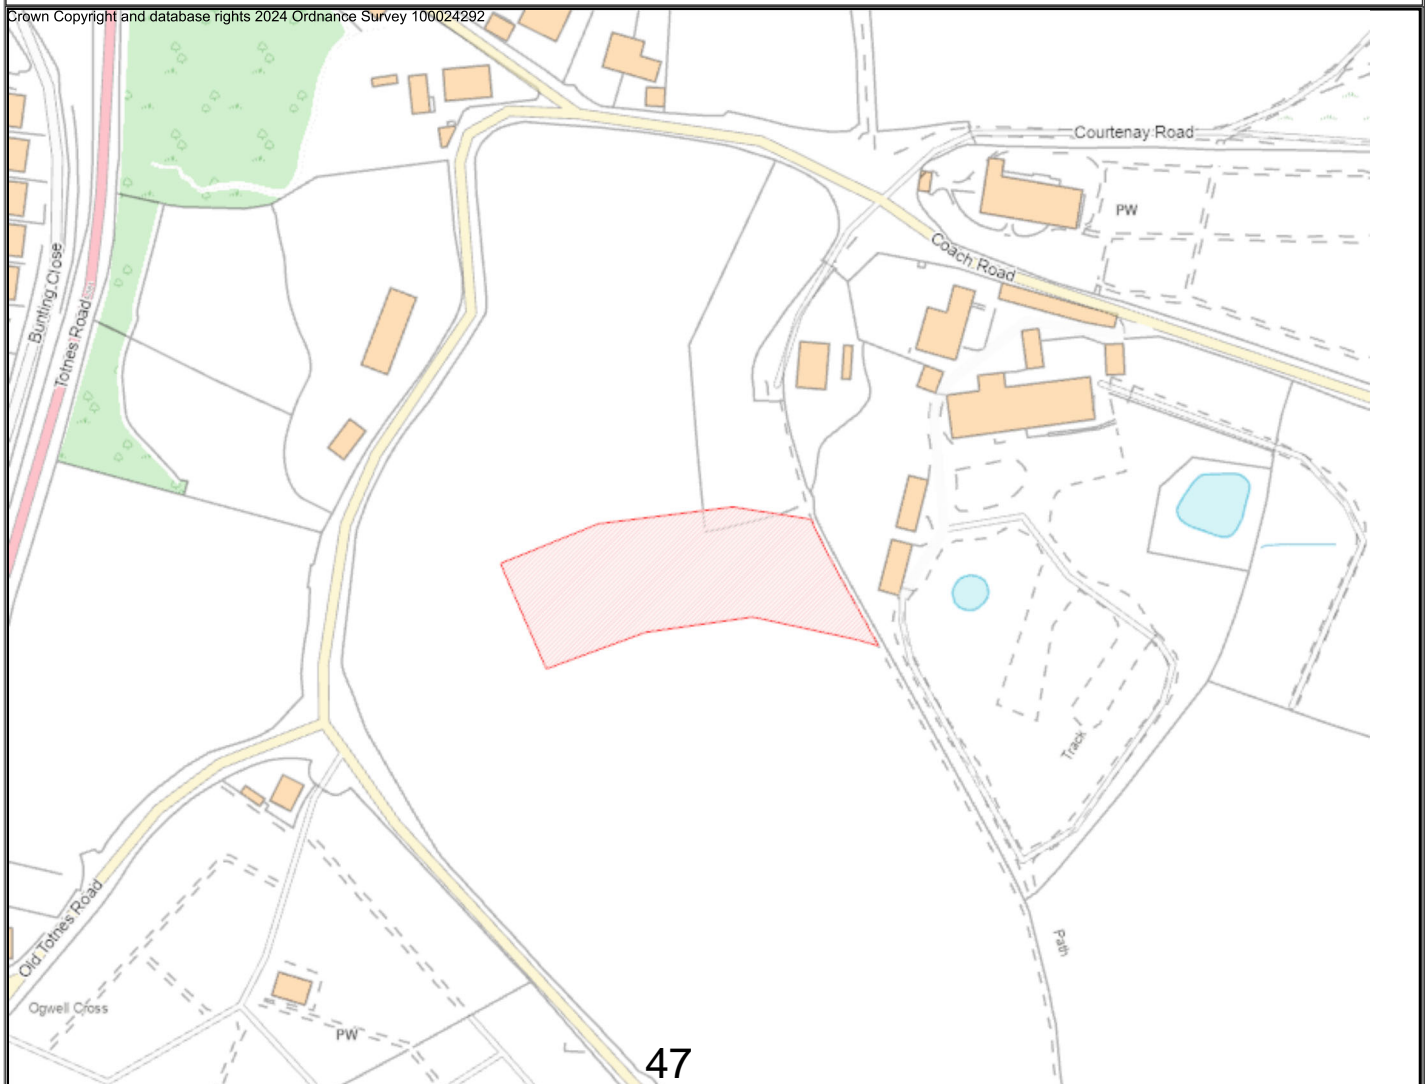 Crown Copyright and database rights 2024 Ordnance Survey 100024292
Courtenay Road
PW
Coach Road
Bunting Close
Totnes Road
Track
Old Totnes Road
Path
Ogwell Cross
PW
47